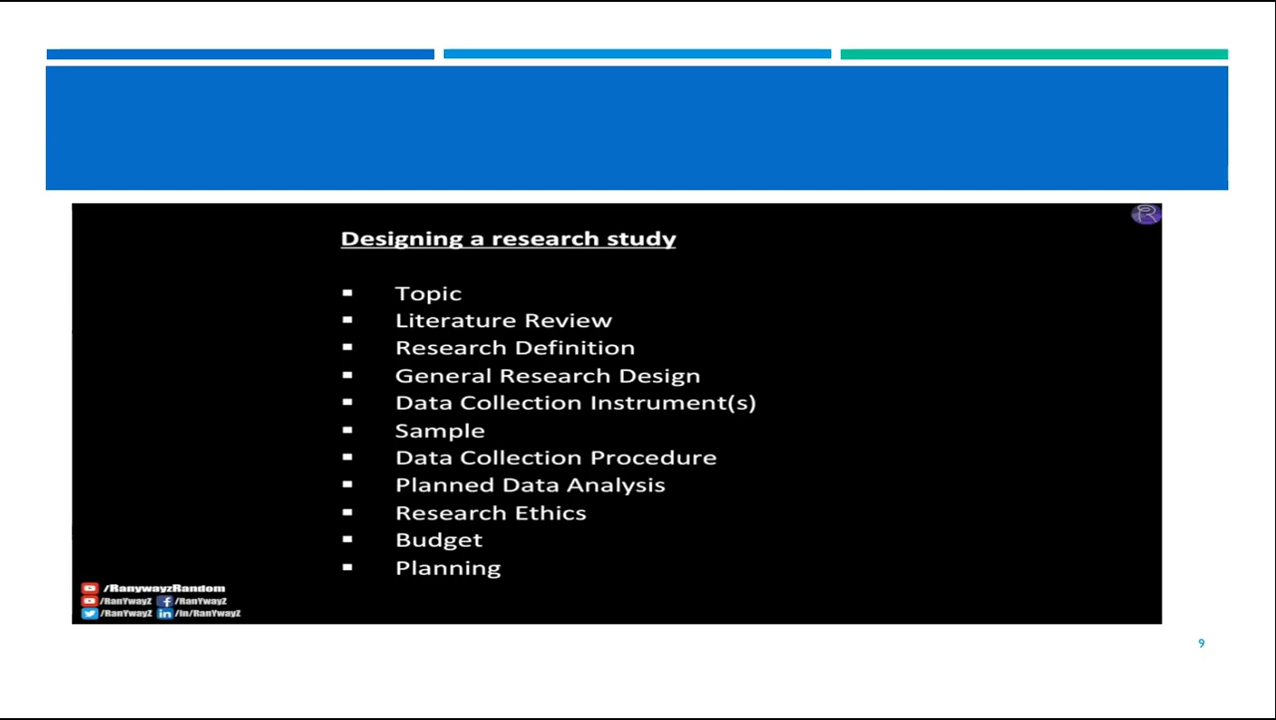 Designing a research study
▪ Topic
▪ Literature Review
▪ Research Definition
▪ General Research Design
▪ Data Collection Instrument(s)
▪ Sample
▪ Data Collection Procedure
▪ Planned Data Analysis
▪ Research Ethics
▪ Budget
▪ Planning
/RanywayzRandom
/RanYwayZ /RanYwayZ
/RanYwayZ /in/RanYwayZ
9